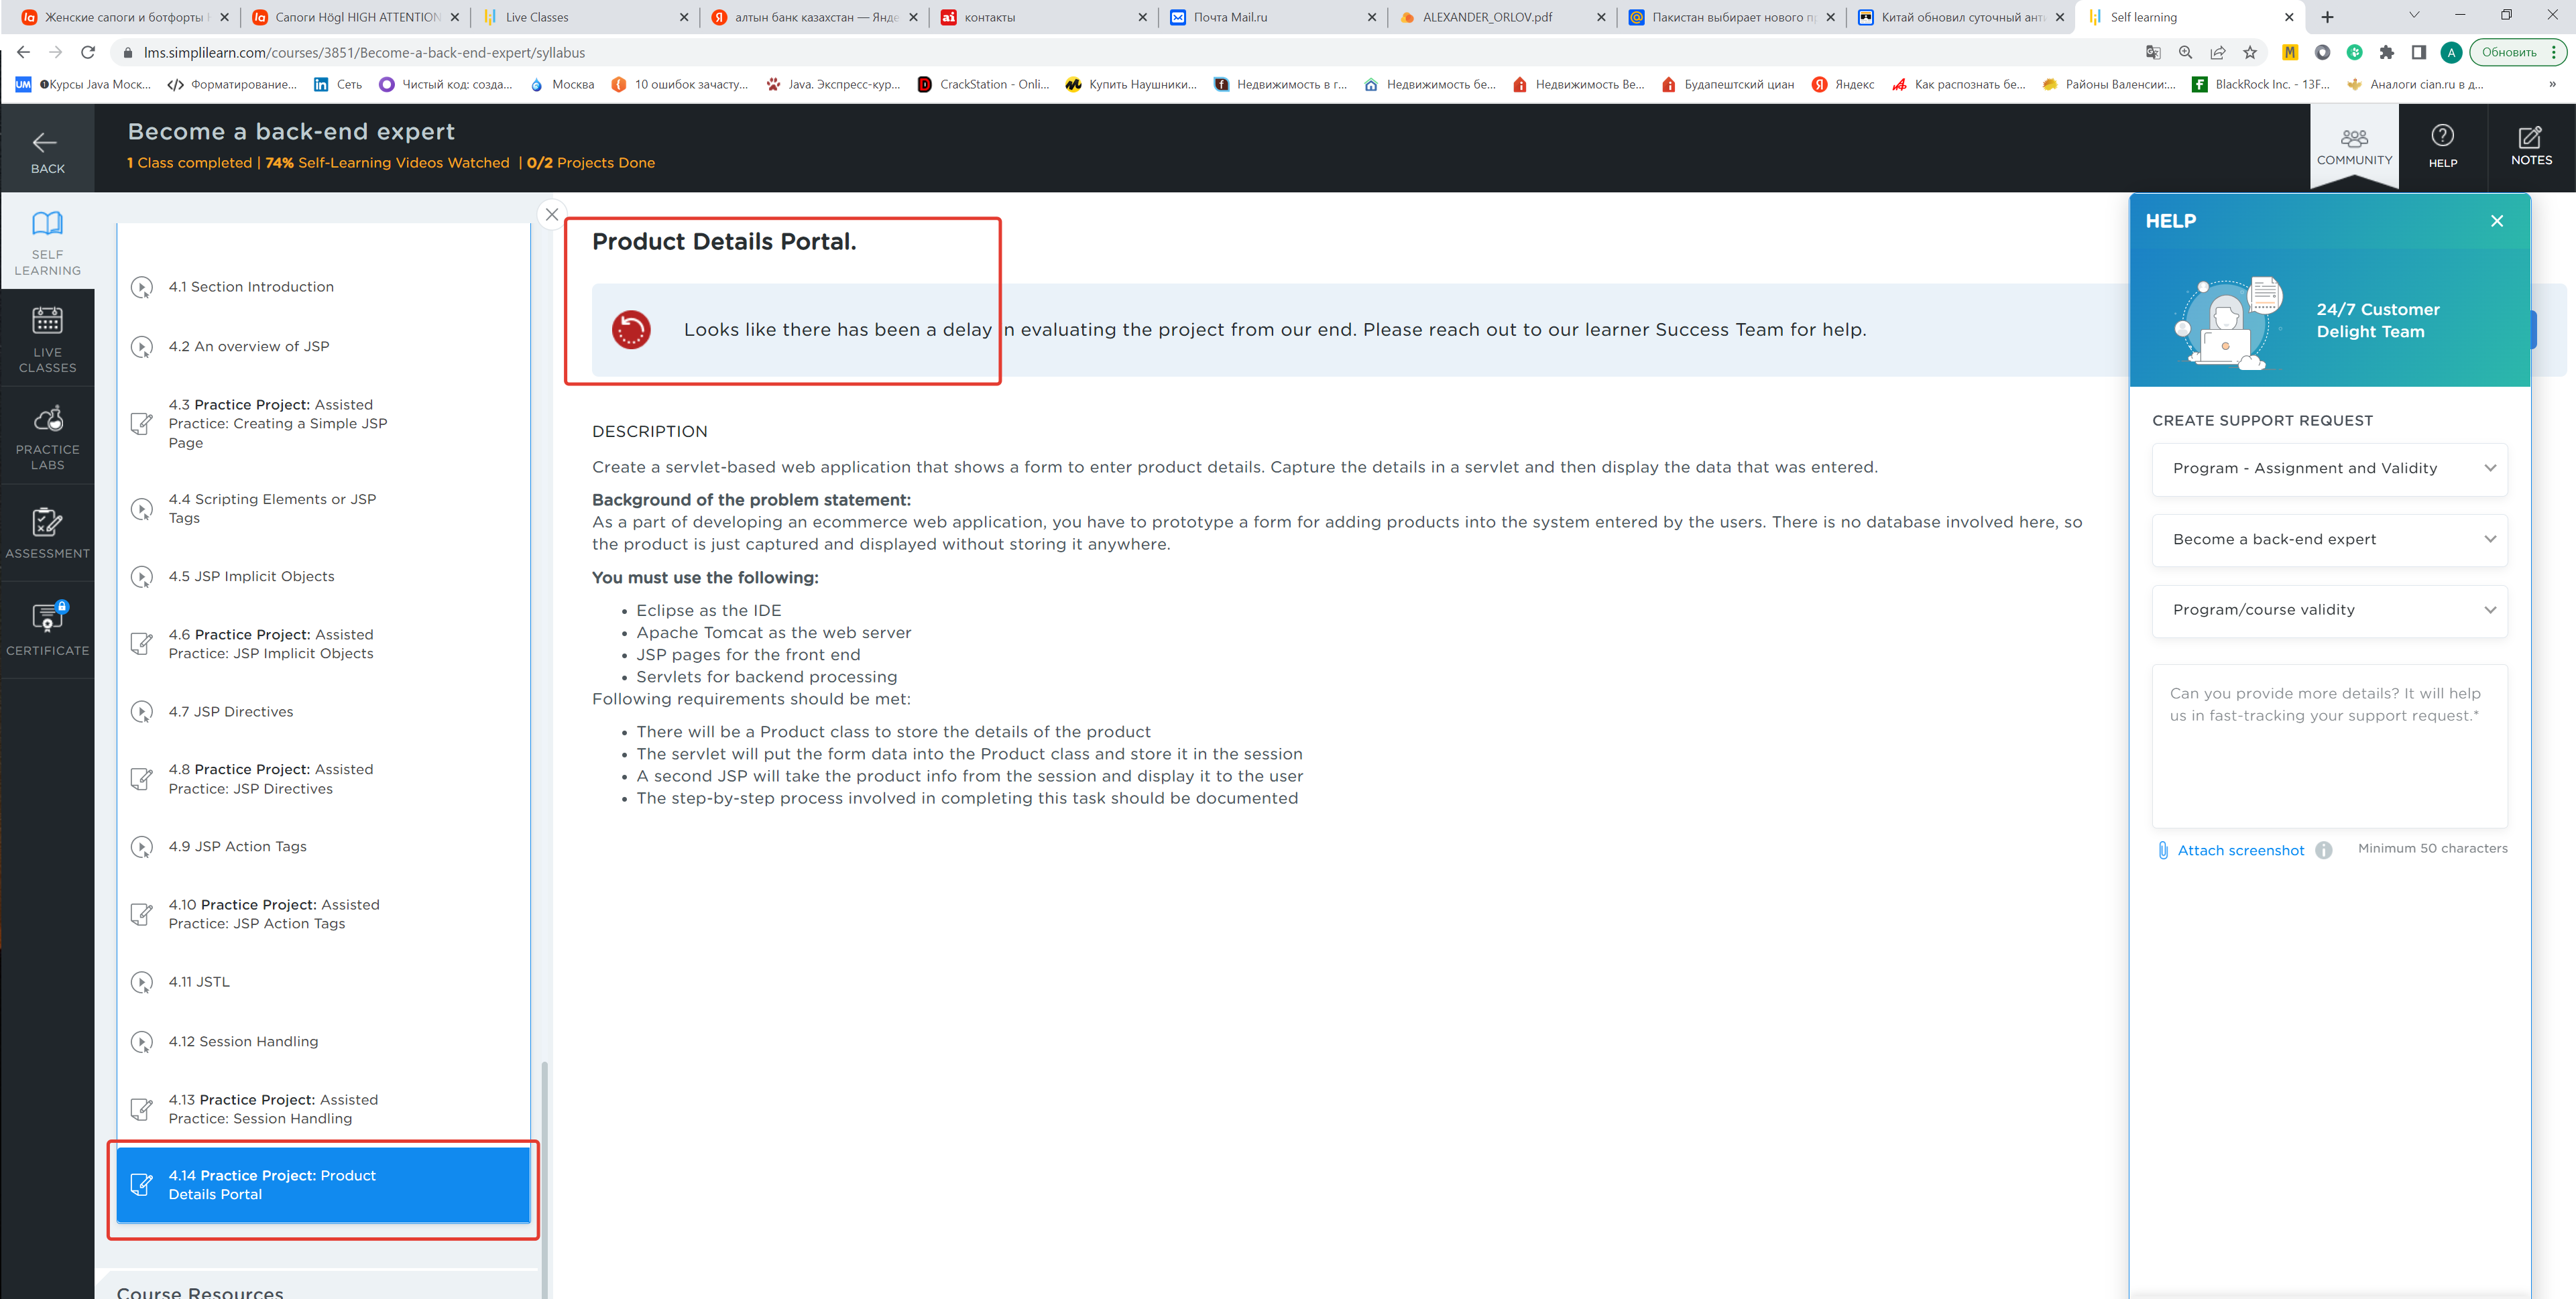 Женские сапоги и ботфорты
Сапоги Högl HIGH ATTENTION
Live Classes
алтын банк казахстан — Янде
контакты
Почта Mail.ru
ALEXANDER_ORLOV.pdf
Пакистан выбирает нового п
Китай обновил суточный ант
Self learning
lms.simplilearn.com/courses/3851/Become-a-back-end-expert/syllabus
Обновить
Курсы Java Моск...
Форматирование...
Сеть
Чистый код: созда...
Москва
10 ошибок зачасту...
Java. Экспресс-кур...
CrackStation - Onli...
Купить Наушники...
Недвижимость в г...
Недвижимость бе...
Недвижимость Ве...
Будапештский циан
Яндекс
Как распознать бе...
Районы Валенсии:...
BlackRock Inc. - 13F...
Аналоги cian.ru в д...
»
BACK
Become a back-end expert
1 Class completed | 74% Self-Learning Videos Watched | 0/2 Projects Done
COMMUNITY
HELP
NOTES
SELF
LEARNING
LIVE
CLASSES
PRACTICE
LABS
ASSESSMENT
CERTIFICATE
4.1 Section Introduction
4.2 An overview of JSP
4.3 Practice Project: Assisted
Practice: Creating a Simple JSP
Page
4.4 Scripting Elements or JSP
Tags
4.5 JSP Implicit Objects
4.6 Practice Project: Assisted
Practice: JSP Implicit Objects
4.7 JSP Directives
4.8 Practice Project: Assisted
Practice: JSP Directives
4.9 JSP Action Tags
4.10 Practice Project: Assisted
Practice: JSP Action Tags
4.11 JSTL
4.12 Session Handling
4.13 Practice Project: Assisted
Practice: Session Handling
4.14 Practice Project: Product
Details Portal
Course Resources
Product Details Portal.
Looks like there has been a delay in evaluating the project from our end. Please reach out to our learner Success Team for help.
DESCRIPTION
Create a servlet-based web application that shows a form to enter product details. Capture the details in a servlet and then display the data that was entered.
Background of the problem statement:
As a part of developing an ecommerce web application, you have to prototype a form for adding products into the system entered by the users. There is no database involved here, so
the product is just captured and displayed without storing it anywhere.
You must use the following:
• Eclipse as the IDE
• Apache Tomcat as the web server
• JSP pages for the front end
• Servlets for backend processing
Following requirements should be met:
• There will be a Product class to store the details of the product
• The servlet will put the form data into the Product class and store it in the session
• A second JSP will take the product info from the session and display it to the user
• The step-by-step process involved in completing this task should be documented
HELP
24/7 Customer
Delight Team
CREATE SUPPORT REQUEST
Program - Assignment and Validity
Become a back-end expert
Program/course validity
Can you provide more details? It will help
us in fast-tracking your support request.*
Attach screenshot
Minimum 50 characters